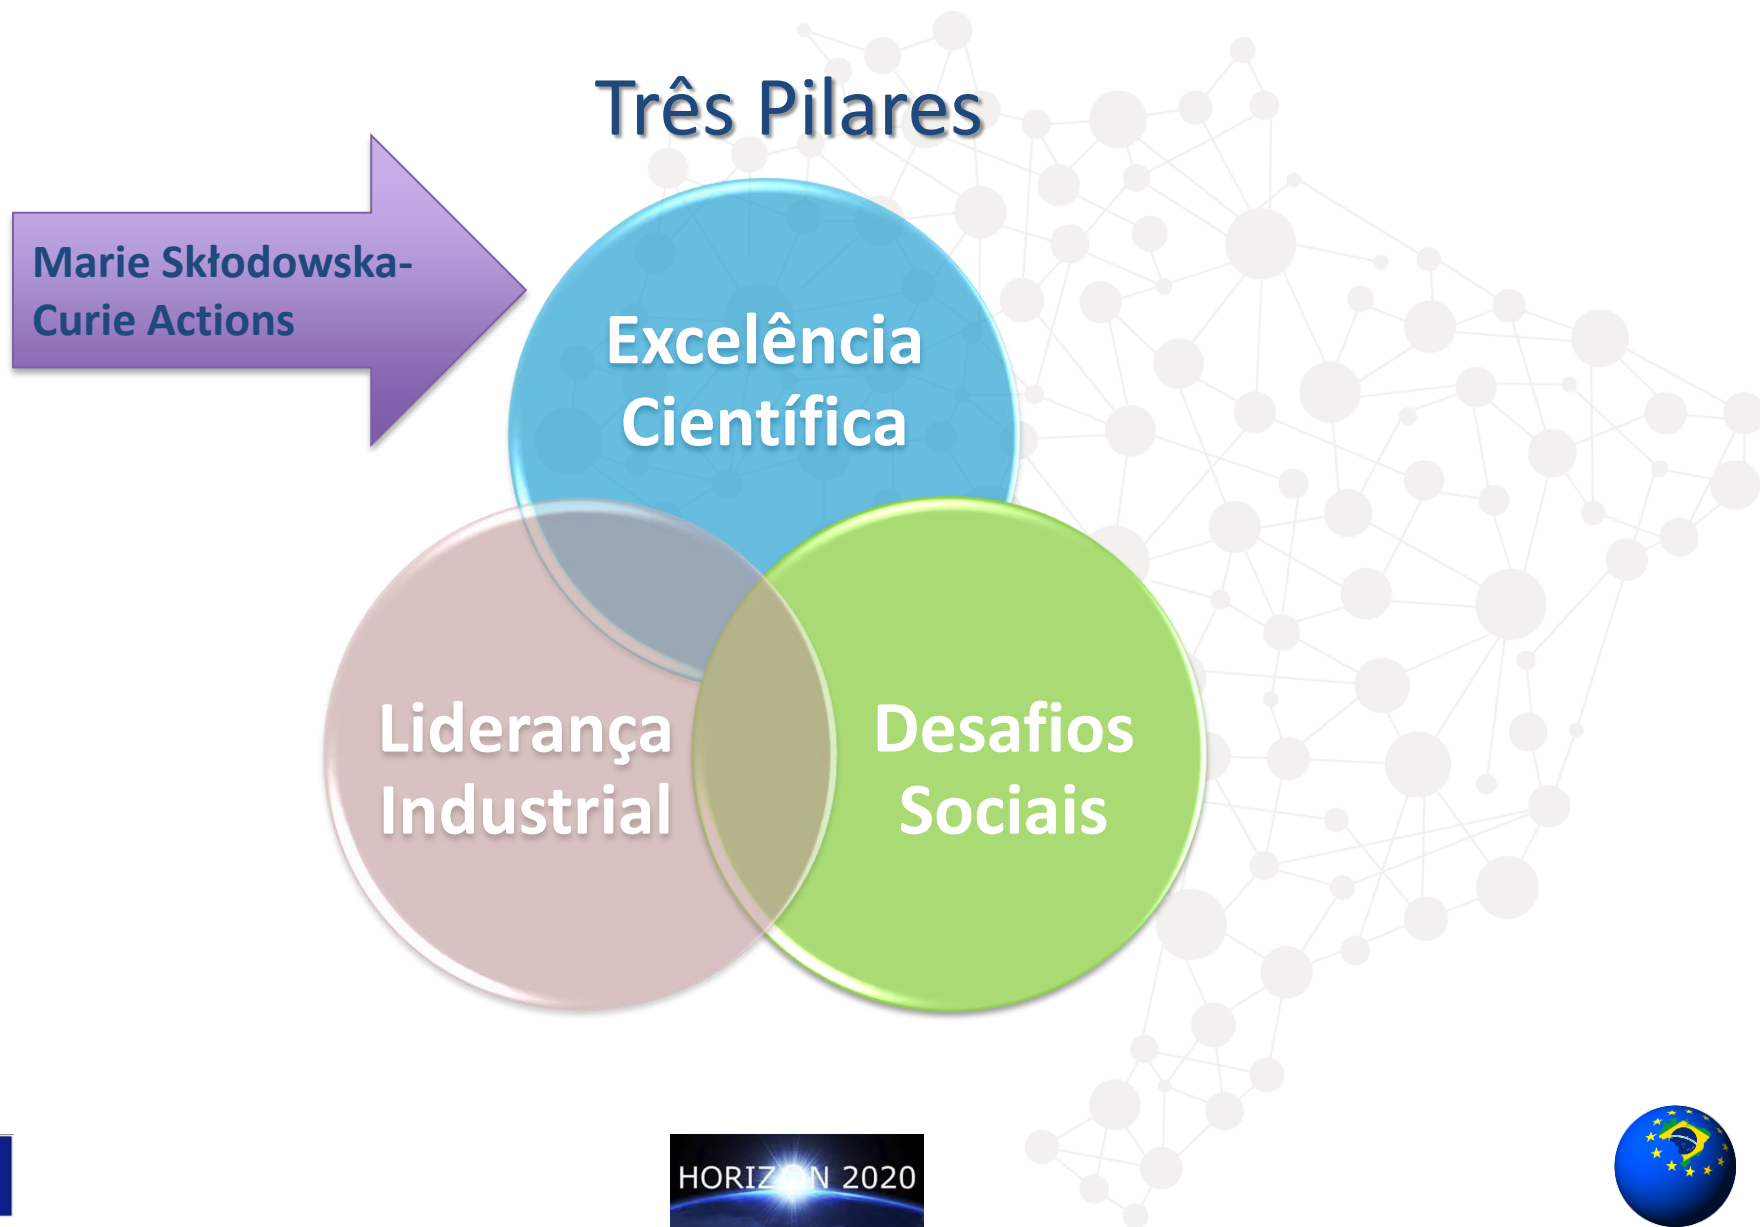 Três Pilares
Marie Skłodowska-
Curie Actions
Excelência
Científica
Liderança
Industrial
Desafios
Sociais
HORIZON 2020